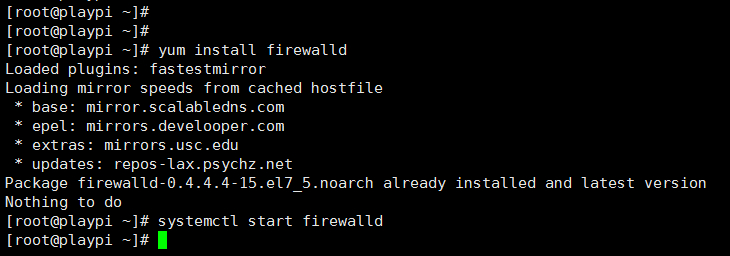 [root@playpi ~]#
[root@playpi ~]#
[root@playpi ~]# yum install firewalld
Loaded plugins: fastestmirror
Loading mirror speeds from cached hostfile
 * base: mirror.scalabledns.com
 * epel: mirrors.develooper.com
 * extras: mirrors.usc.edu
 * updates: repos-lax.psychz.net
Package firewalld-0.4.4.4-15.el7_5.noarch already installed and latest version
Nothing to do
[root@playpi ~]# systemctl start firewalld
[root@playpi ~]#